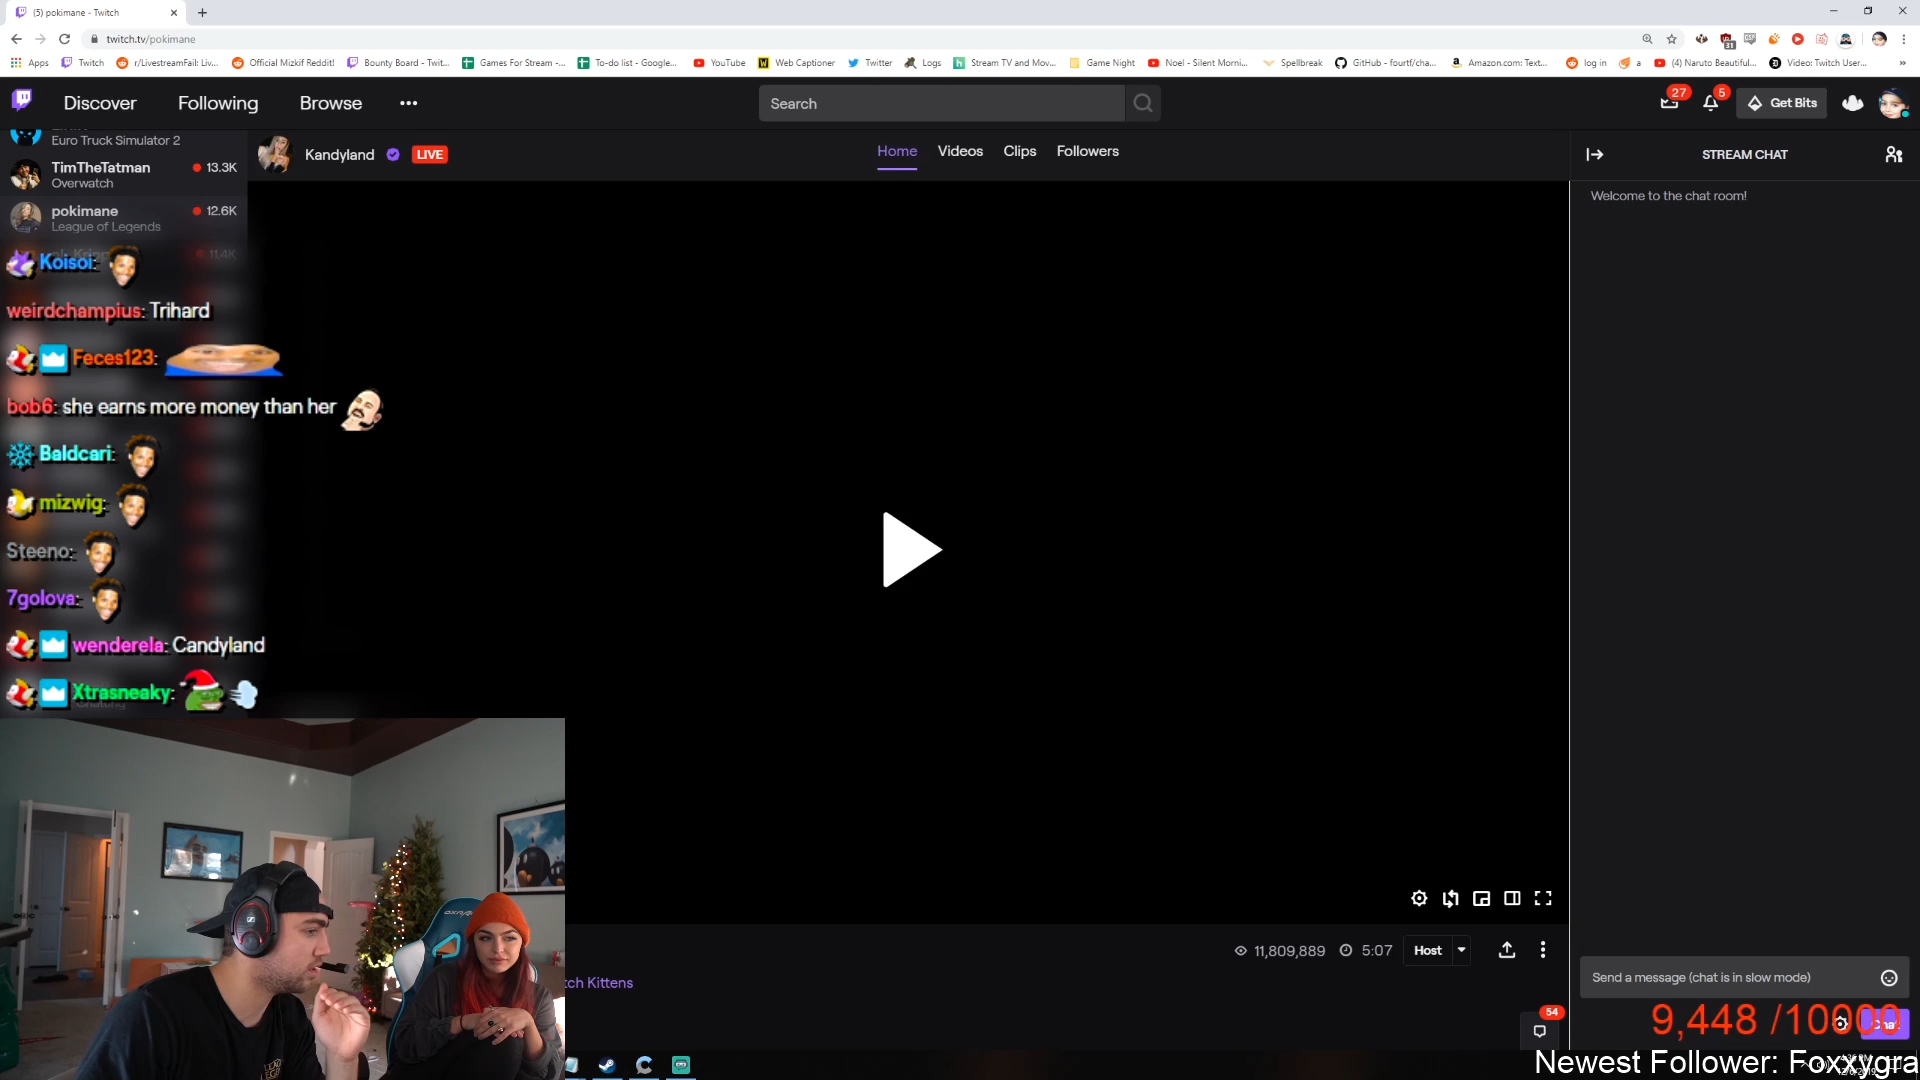 (5) pokimane - Twitch
twitch.tv/pokimane
Apps
Twitch
r/LivestreamFail: Liv...
Official Mizkif Reddit!
Bounty Board - Twit...
Games For Stream -...
To-do list - Google...
YouTube
Web Captioner
Twitter
Logs
Stream TV and Mov...
Game Night
Noel - Silent Morni...
Spellbreak
GitHub - fourtf/cha...
Amazon.com: Text...
log in
a
(4) Naruto Beautiful...
Video: Twitch User...
Discover
Following
Browse
Search
27
5
Get Bits
Euro Truck Simulator 2
TimTheTatman 13.3K
Overwatch
pokimane 12.6K
League of Legends
11.4K
Kandyland LIVE
Home
Videos
Clips
Followers
STREAM CHAT
Welcome to the chat room!
Koisoi:
weirdchampius: Trihard
Feces123:
bob6: she earns more money than her
Baldcari:
mizwig:
Steeno:
7golova:
wenderela: Candyland
Xtrasneaky:
11,809,889
5:07
Host
tch Kittens
54
Send a message (chat is in slow mode)
9,448 /10000
Newest Follower: Foxxygra